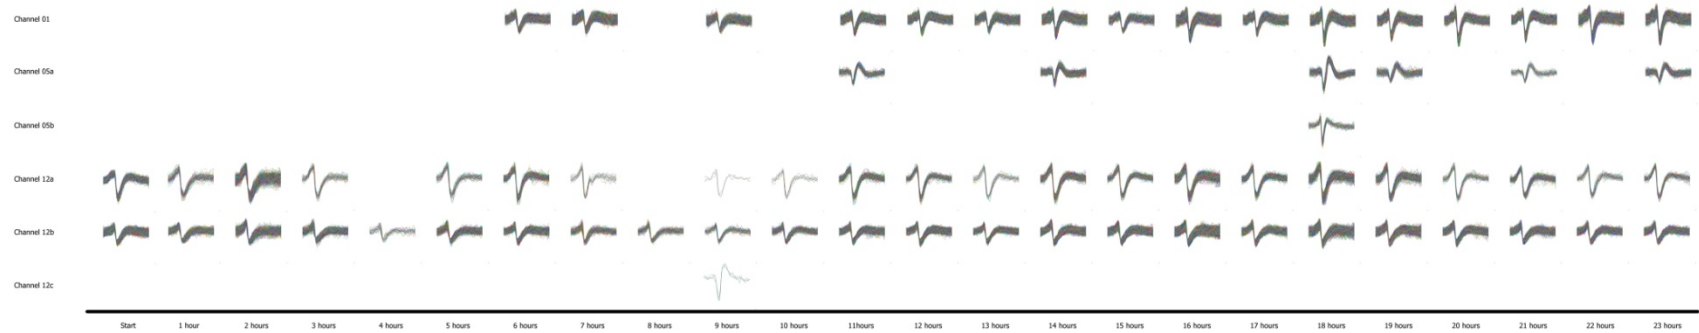 Channel 01
Channel 05a
Channel 05b
Channel 12a
Channel 12b
Channel 12c
Start 1 hour 2 hours 3 hours 4 hours 5 hours 6 hours 7 hours 8 hours 9 hours 10 hours 11hours 12 hours 13 hours 14 hours 15 hours 16 hours 17 hours 18 hours 19 hours 20 hours 21 hours 22 hours 23 hours